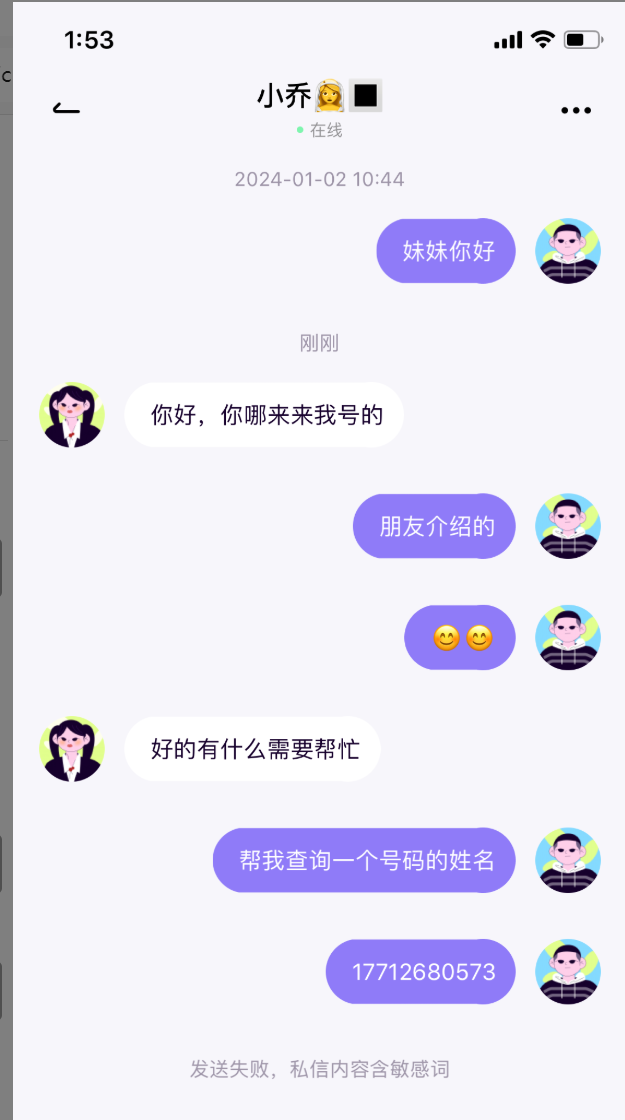 c
1:53
小乔👸⬛
在线
2024-01-02 10:44
妹妹你好
刚刚
你好，你哪来来我号的
朋友介绍的
😊😊
好的有什么需要帮忙
帮我查询一个号码的姓名
17712680573
发送失败，私信内容含敏感词